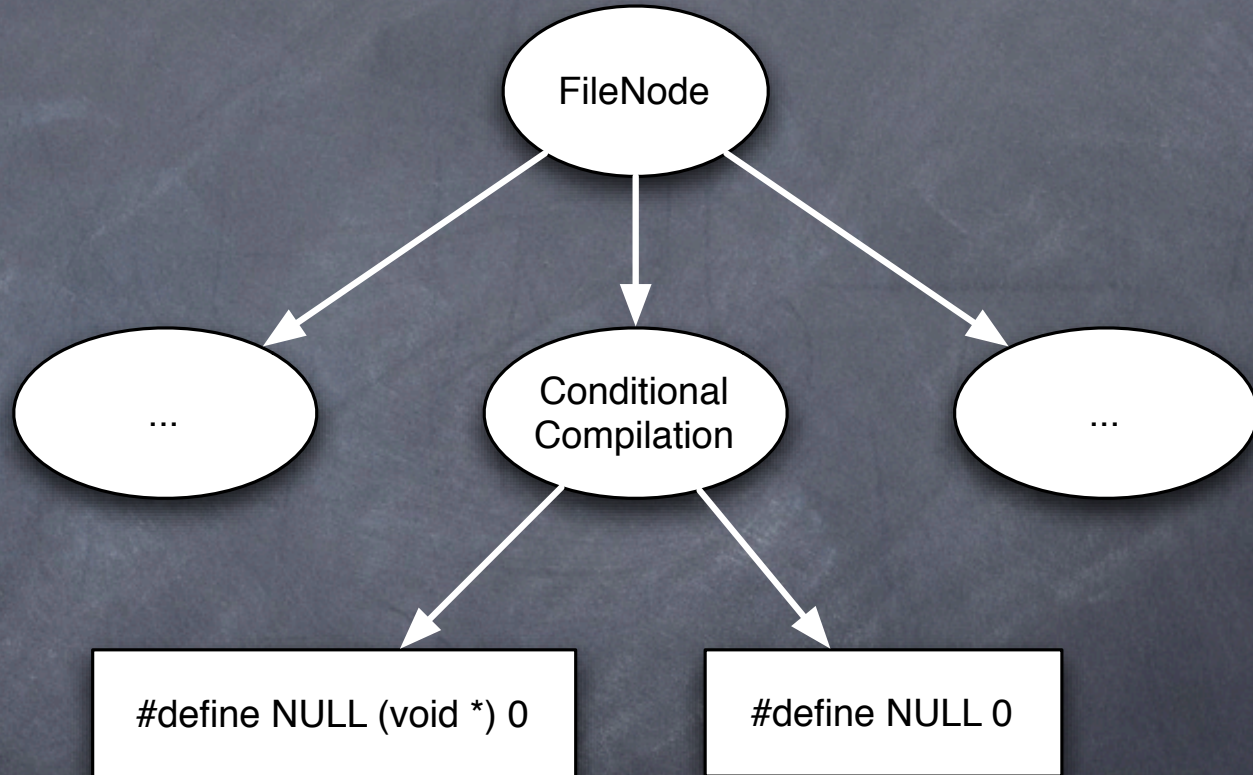 FileNode
...
Conditional
Compilation
...
#define NULL (void *) 0
#define NULL 0